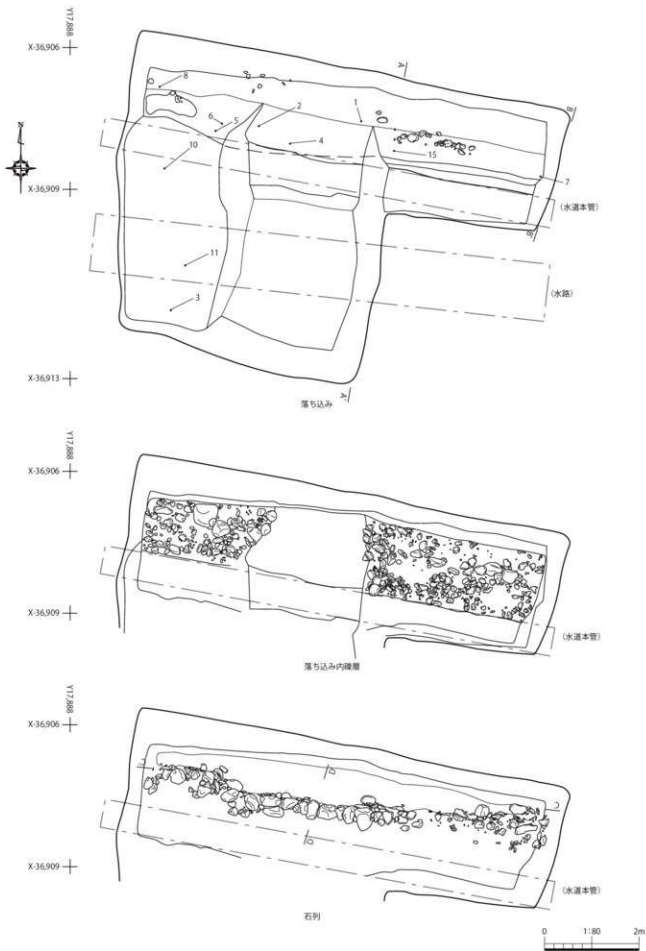 Y17,888
X-36,906
N
A'
B
8
6
5
2
1
4
15
10
7
X-36,909
(水道本管)
B'
11
(水路)
3
X-36,913
A'
落ち込み
Y17,888
X-36,906
X-36,909
(水道本管)
落ち込み内礫層
Y17,888
X-36,906
D'
X-36,909
D
(水道本管)
石列
0 1:80 2m